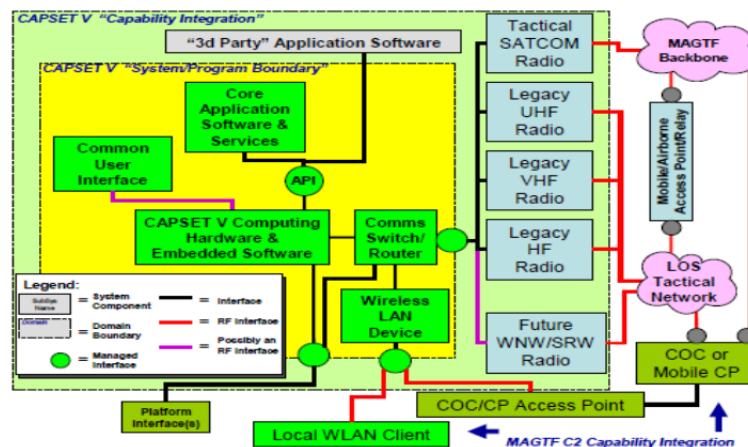 CAPSET V "Capability Integration"
"3d Party" Application Software
CAPSET V "System/Program Boundary"
Core
Application
Software &
Services
Common
User
Interface
API
CAPSET V Computing
Hardware &
Embedded Software
Comms
Switch/
Router
Wireless
LAN
Device
Tactical
SATCOM
Radio
Legacy
UHF
Radio
Legacy
VHF
Radio
Legacy
HF
Radio
Future
WNW/SRW
Radio
MAGTF
Backbone
Mobile/Airborne
Access Point/Relay
LOS
Tactical
Network
COC or
Mobile CP
Legend:
SubSys
Name
= System
Component
Domain
= Domain
Boundary
= Managed
Interface
= Interface
= RF Interface
= Possibly an
RF Interface
Platform
Interface(s)
Local WLAN Client
COC/CP Access Point
MAGTF C2 Capability Integration